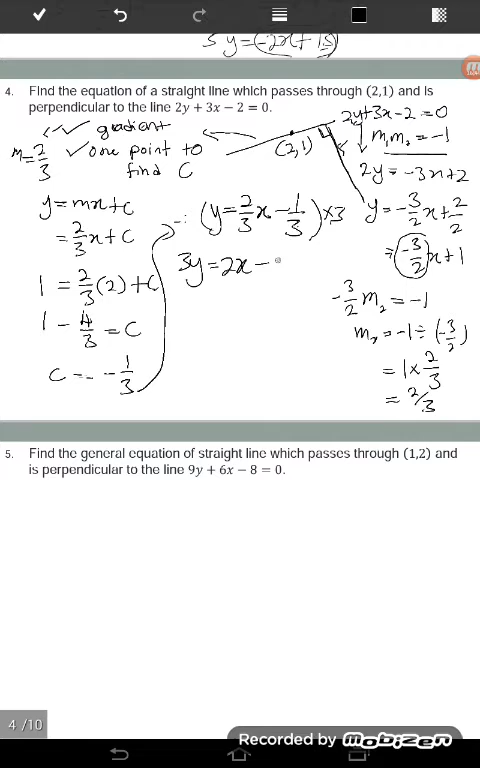 3 y = (-2x + 15)
4. Find the equation of a straight line which passes through (2,1) and is
perpendicular to the line 2y + 3x − 2 = 0.
gradient
m = 2/3
one point to
find C
y = mx + c
= 2/3 x + C
1 = 2/3 (2) + C
1 - 4/3 = C
C = - 1/3
∴ (y = 2/3 x - 1/3) × 3
3y = 2x -
(2,1)
2y+3x-2=0
m₁m₂ = -1
2y = -3x+2
y = -3/2 x + 2/2
= -3/2 x + 1
-3/2 m₂ = -1
m₂ = -1 ÷ (-3/2)
= 1 × 2/3
= 2/3
5. Find the general equation of straight line which passes through (1,2) and
is perpendicular to the line 9y + 6x − 8 = 0.
4 /10
Recorded by mobizen